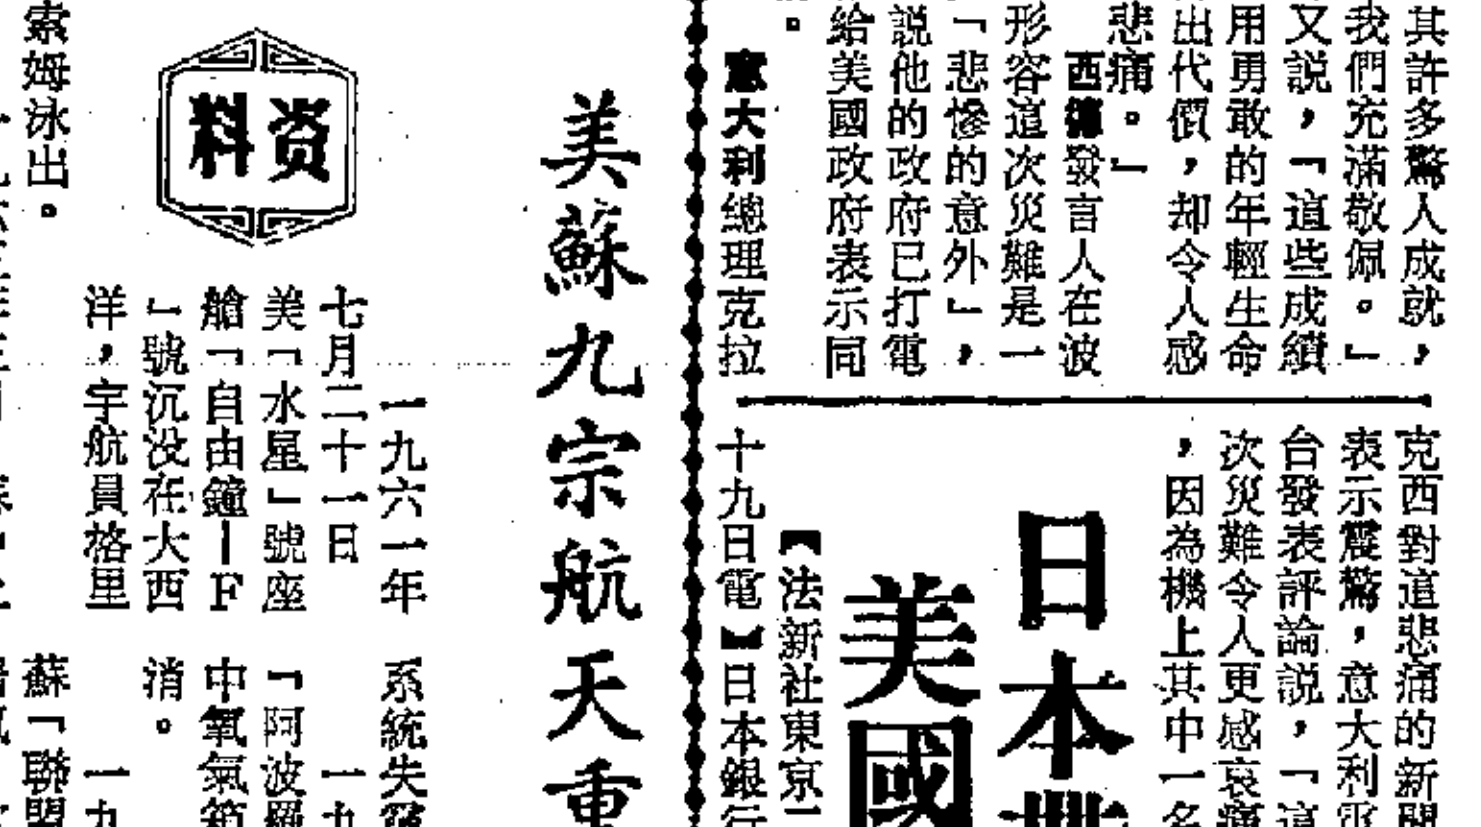 其許多驚人成就，
我們充滿敬佩。」
又説，「這些成績
用勇敢的年輕生命
出代價，却令人感
悲痛。」
西德發言人在波
形容這次災難是一
「悲慘的意外」，
説他的政府已打電
給美國政府表示同
。
意大利總理克拉
克西對這悲痛的新聞
表示震驚，意大利電
台發表評論説，「這
次災難令人更感哀痛
，因為機上其中一名
日本
美國
【法新社東京
十九日電】日本銀行
美蘇九宗航天重
资料
一九六一年
七月二十一日
美「水星」號座
艙「自由鐘—F
」號沉没在大西
洋，宇航員格里
索姆泳出。
系統失靈
一九
「阿波羅
中氧氣箱
消。
一九
蘇「聯盟